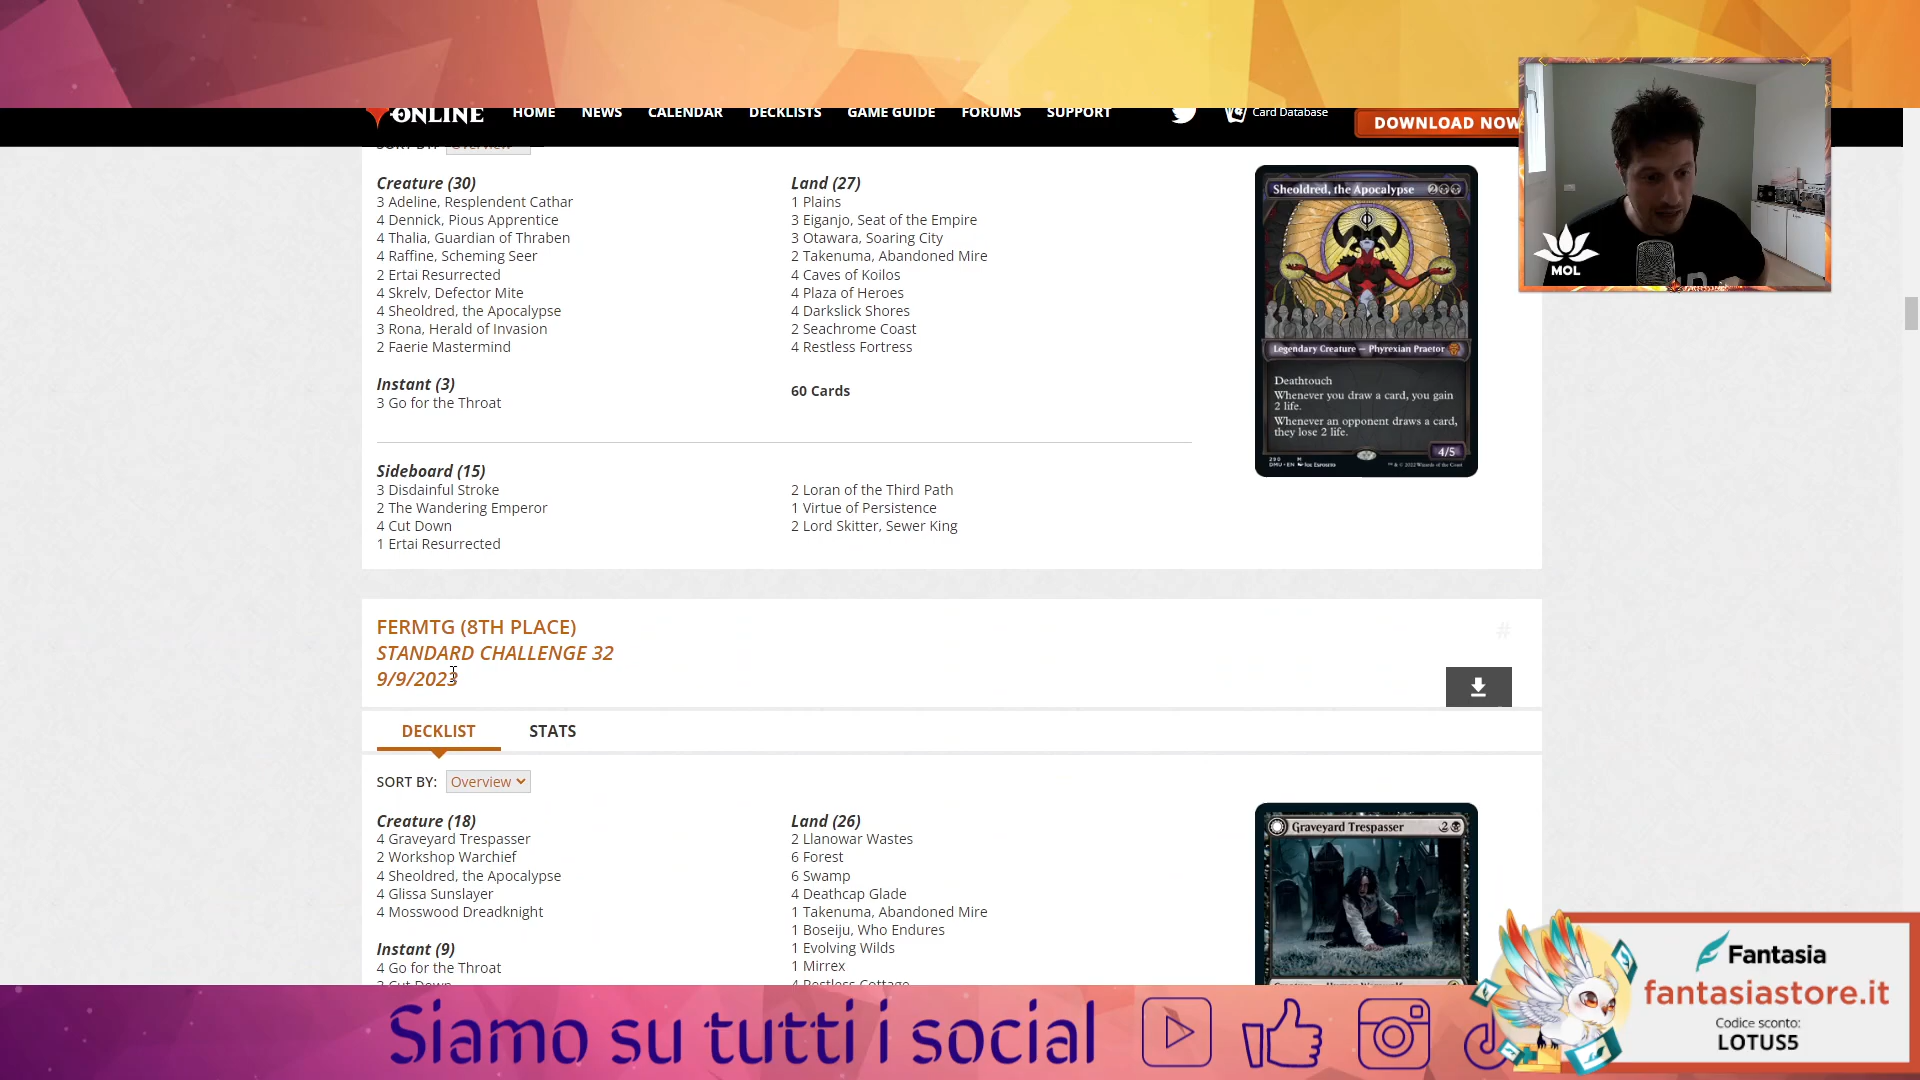 ONLINE
HOME
NEWS
CALENDAR
DECKLISTS
GAME GUIDE
FORUMS
SUPPORT
Card Database
DOWNLOAD NOW
SORT BY: Overview
Creature (30)
3 Adeline, Resplendent Cathar
4 Dennick, Pious Apprentice
4 Thalia, Guardian of Thraben
4 Raffine, Scheming Seer
2 Ertai Resurrected
4 Skrelv, Defector Mite
4 Sheoldred, the Apocalypse
3 Rona, Herald of Invasion
2 Faerie Mastermind
Instant (3)
3 Go for the Throat
Land (27)
1 Plains
3 Eiganjo, Seat of the Empire
3 Otawara, Soaring City
2 Takenuma, Abandoned Mire
4 Caves of Koilos
4 Plaza of Heroes
4 Darkslick Shores
2 Seachrome Coast
4 Restless Fortress
60 Cards
Sheoldred, the Apocalypse 2
Legendary Creature — Phyrexian Praetor
Deathtouch
Whenever you draw a card, you gain
2 life.
Whenever an opponent draws a card,
they lose 2 life.
4/5
MOL
Sideboard (15)
3 Disdainful Stroke
2 The Wandering Emperor
4 Cut Down
1 Ertai Resurrected
2 Loran of the Third Path
1 Virtue of Persistence
2 Lord Skitter, Sewer King
FERMTG (8TH PLACE)
STANDARD CHALLENGE 32
9/9/2023
#
DECKLIST
STATS
SORT BY: Overview
Creature (18)
4 Graveyard Trespasser
2 Workshop Warchief
4 Sheoldred, the Apocalypse
4 Glissa Sunslayer
4 Mosswood Dreadknight
Instant (9)
4 Go for the Throat
3 Cut Down
Land (26)
2 Llanowar Wastes
6 Forest
6 Swamp
4 Deathcap Glade
1 Takenuma, Abandoned Mire
1 Boseiju, Who Endures
1 Evolving Wilds
1 Mirrex
4 Restless Cottage
Graveyard Trespasser 2
Siamo su tutti i social
Fantasia
fantasiastore.it
Codice sconto:
LOTUS5